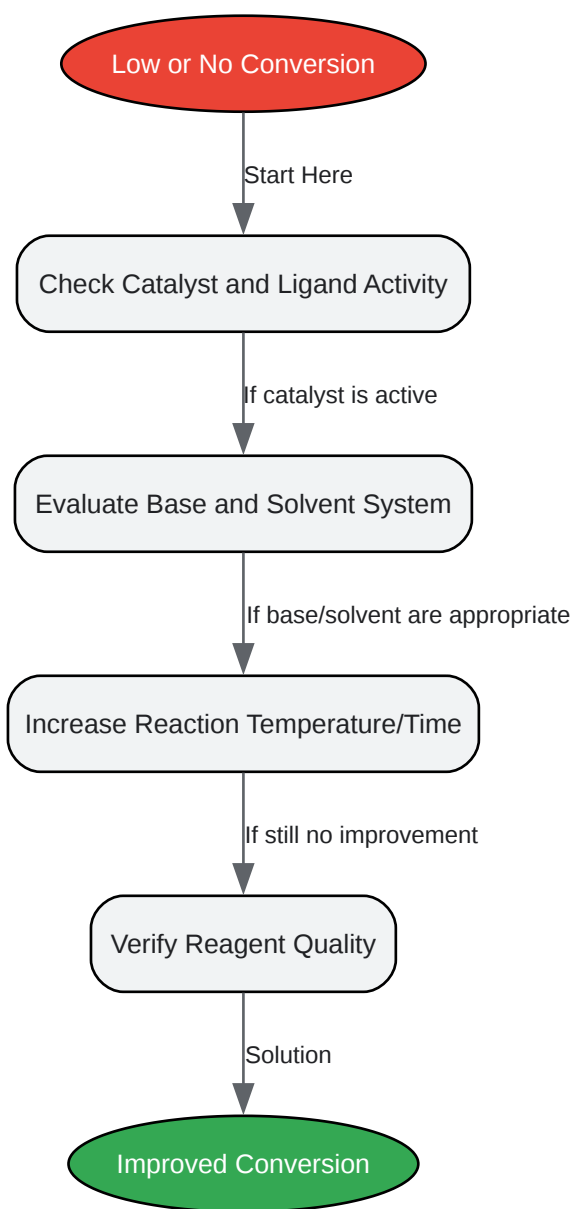 Low or No Conversion
Start Here
Check Catalyst and Ligand Activity
If catalyst is active
Evaluate Base and Solvent System
If base/solvent are appropriate
Increase Reaction Temperature/Time
If still no improvement
Verify Reagent Quality
Solution
Improved Conversion